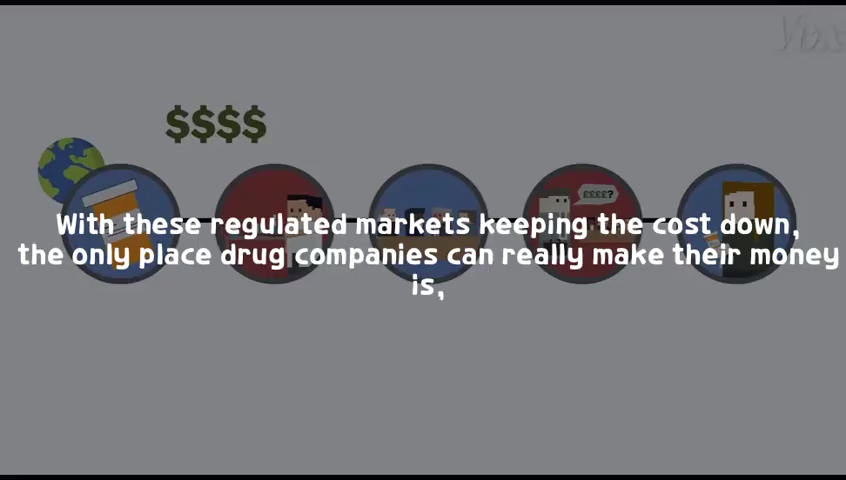 $$$$
££££?
With these regulated markets keeping the cost down,
the only place drug companies can really make their money
is,